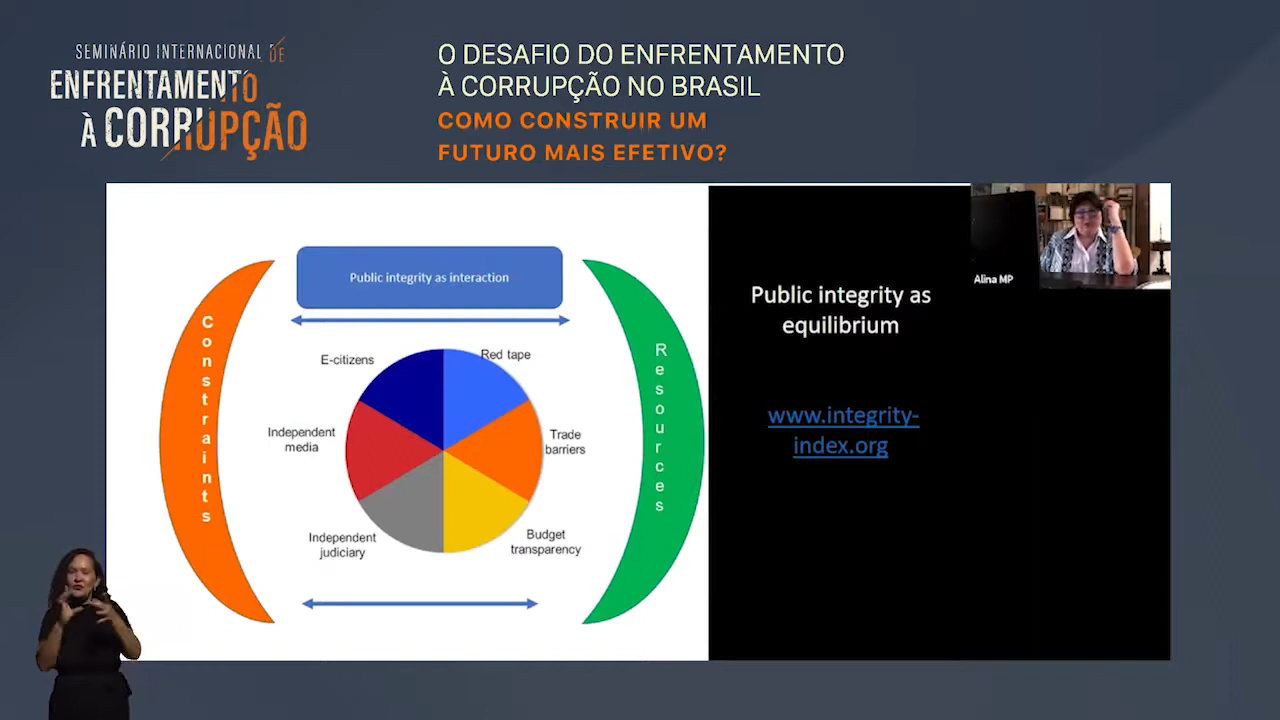 SEMINÁRIO INTERNACIONAL DE
ENFRENTAMENTO
À CORRUPÇÃO
O DESAFIO DO ENFRENTAMENTO
À CORRUPÇÃO NO BRASIL
COMO CONSTRUIR UM
FUTURO MAIS EFETIVO?
Public integrity as interaction
Constraints
E-citizens
Red tape
Independent
media
Trade
barriers
Independent
judiciary
Budget
transparency
Resources
Alina MP
Public integrity as
equilibrium
www.integrity-
index.org